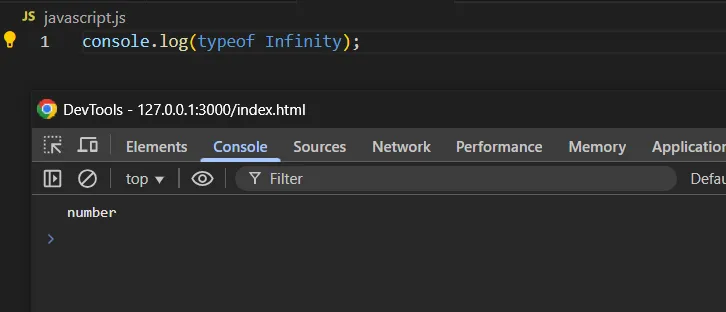 JS javascript.js
1 console.log(typeof Infinity);
DevTools - 127.0.0.1:3000/index.html
Elements Console Sources Network Performance Memory Application
top Filter Defau
number